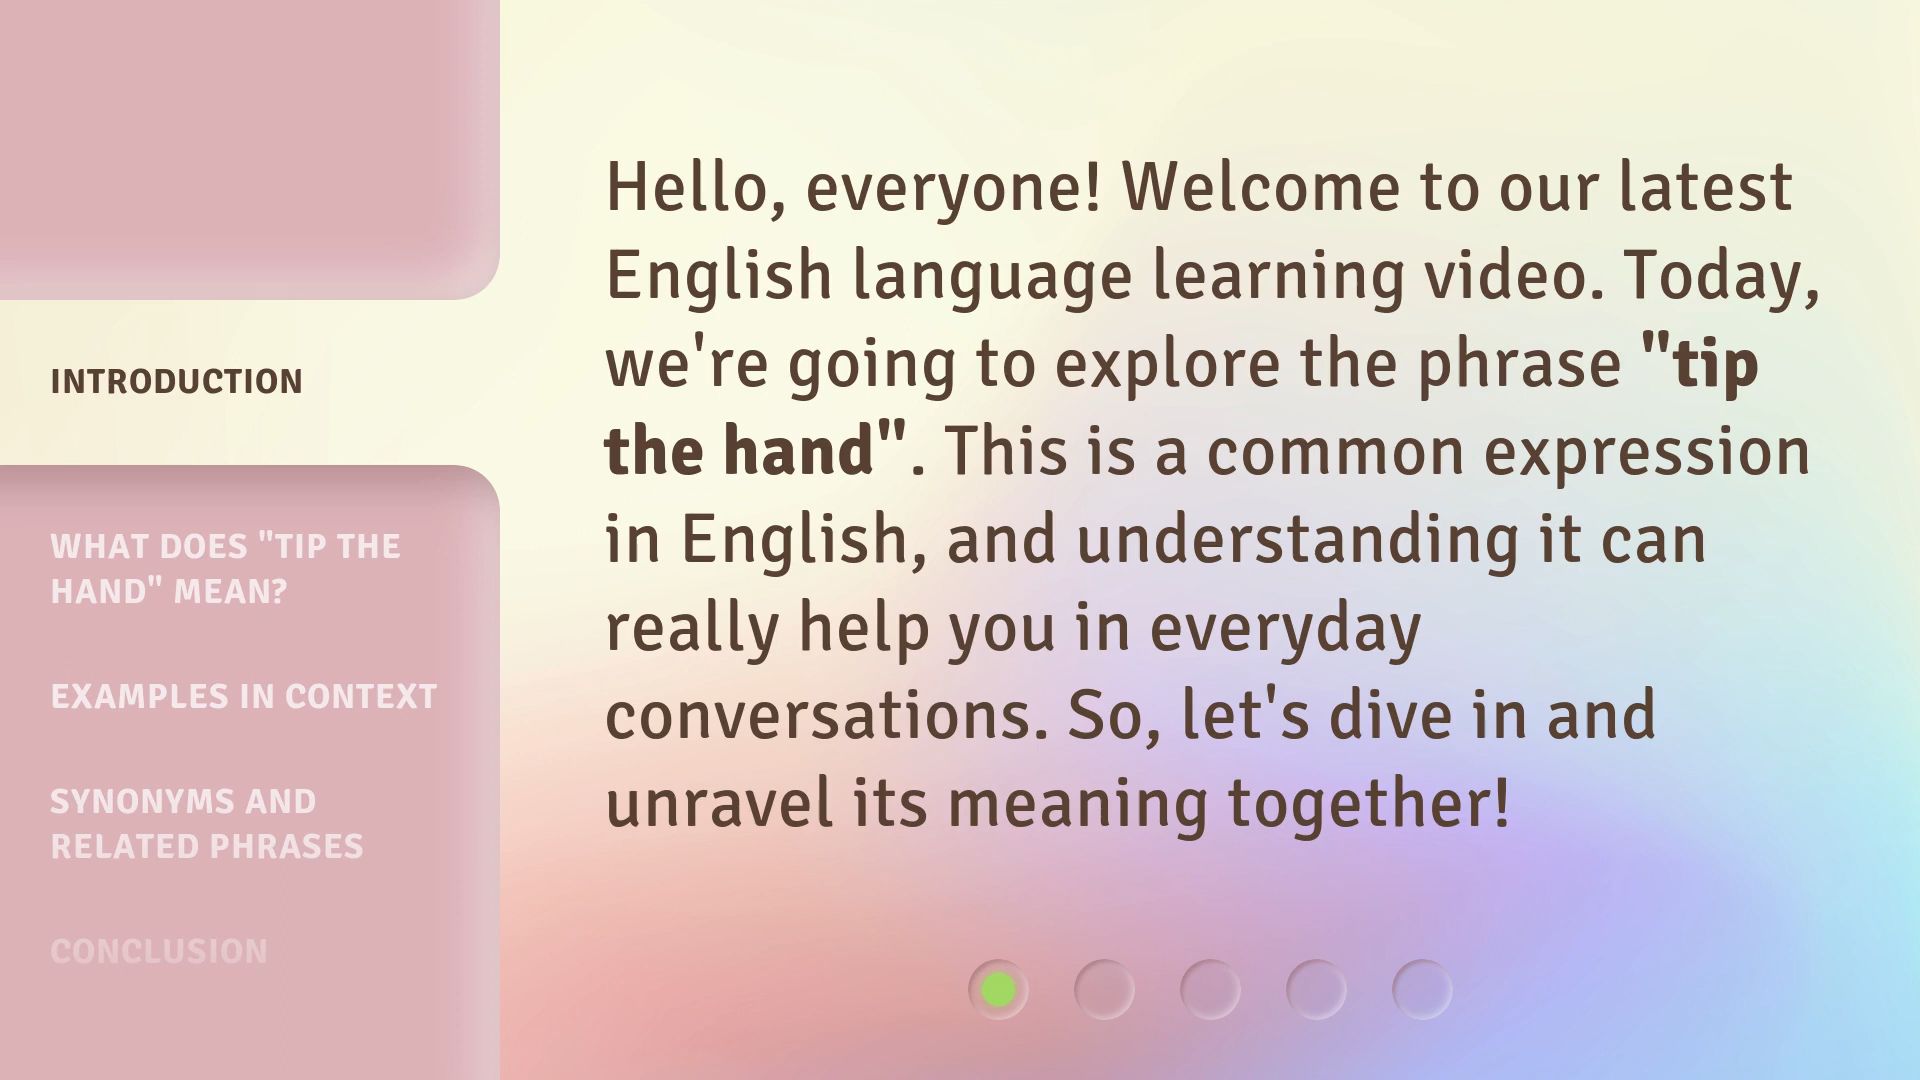 INTRODUCTION
WHAT DOES "TIP THE
HAND" MEAN?
EXAMPLES IN CONTEXT
SYNONYMS AND
RELATED PHRASES
CONCLUSION
Hello, everyone! Welcome to our latest
English language learning video. Today,
we're going to explore the phrase "tip
the hand". This is a common expression
in English, and understanding it can
really help you in everyday
conversations. So, let's dive in and
unravel its meaning together!